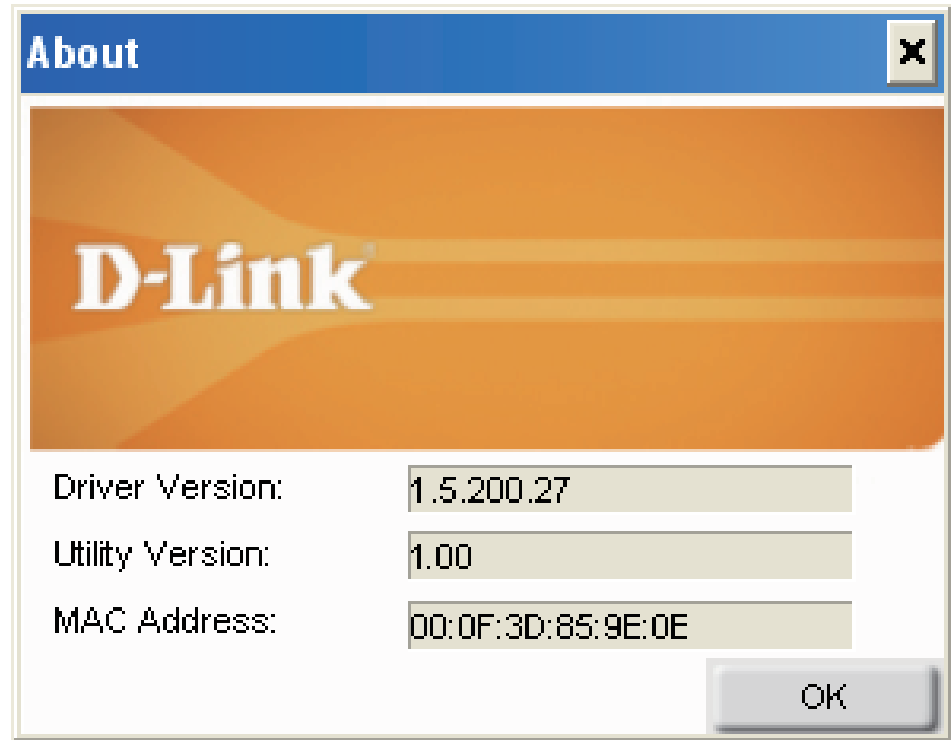 About
D-Link
Driver Version: 1.5.200.27
Utility Version: 1.00
MAC Address: 00:0F:3D:85:9E:0E
OK